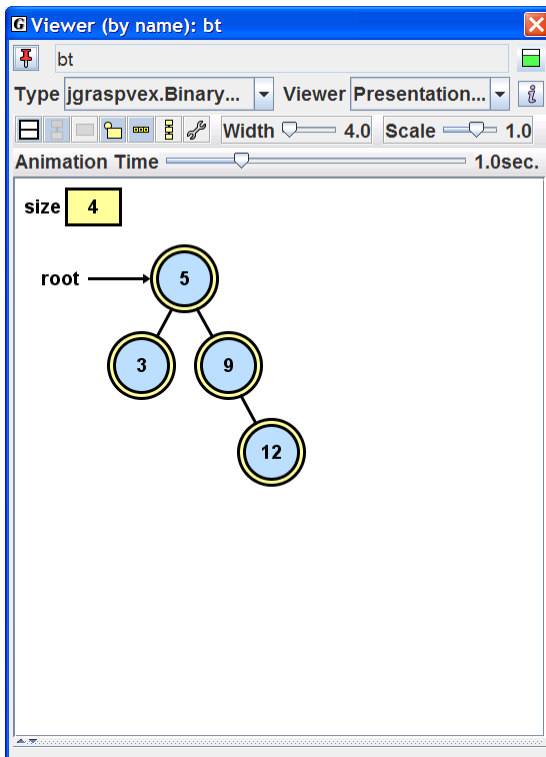 G Viewer (by name): bt
bt
Type jgraspvex.Binary... Viewer Presentation... i
Width 4.0 Scale 1.0
Animation Time 1.0sec.
size 4
root 5
3 9
12